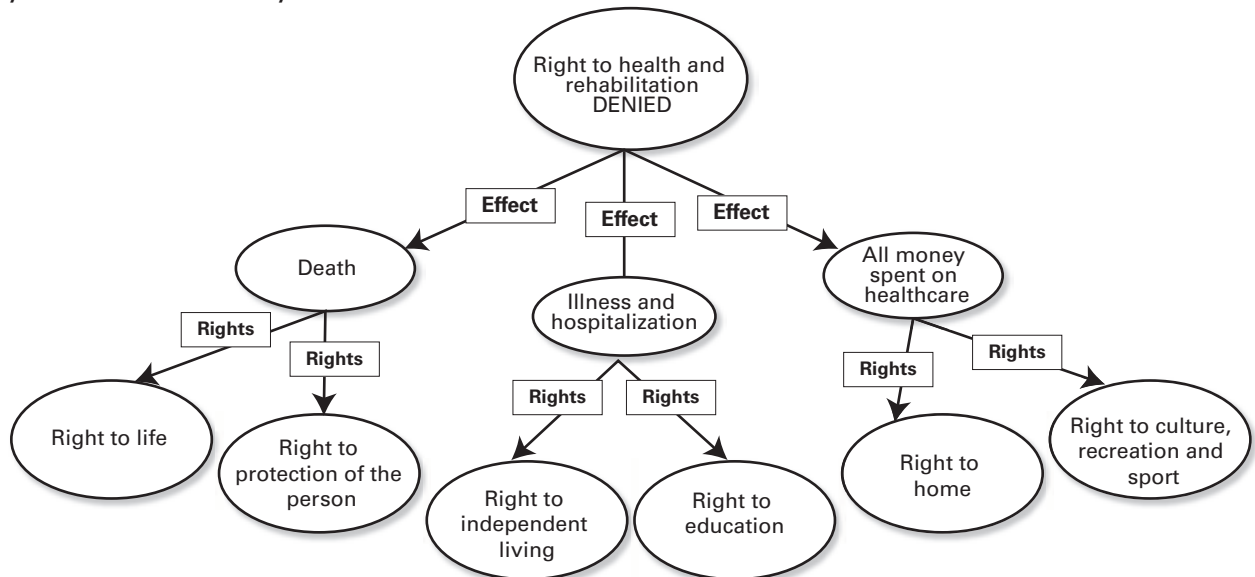 Right to health and
rehabilitation
DENIED
Effect
Effect
Effect
Death
Illness and
hospitalization
All money
spent on
healthcare
Rights
Rights
Rights
Rights
Rights
Rights
Right to life
Right to
protection of the
person
Right to
independent
living
Right to
education
Right to
home
Right to culture,
recreation and
sport